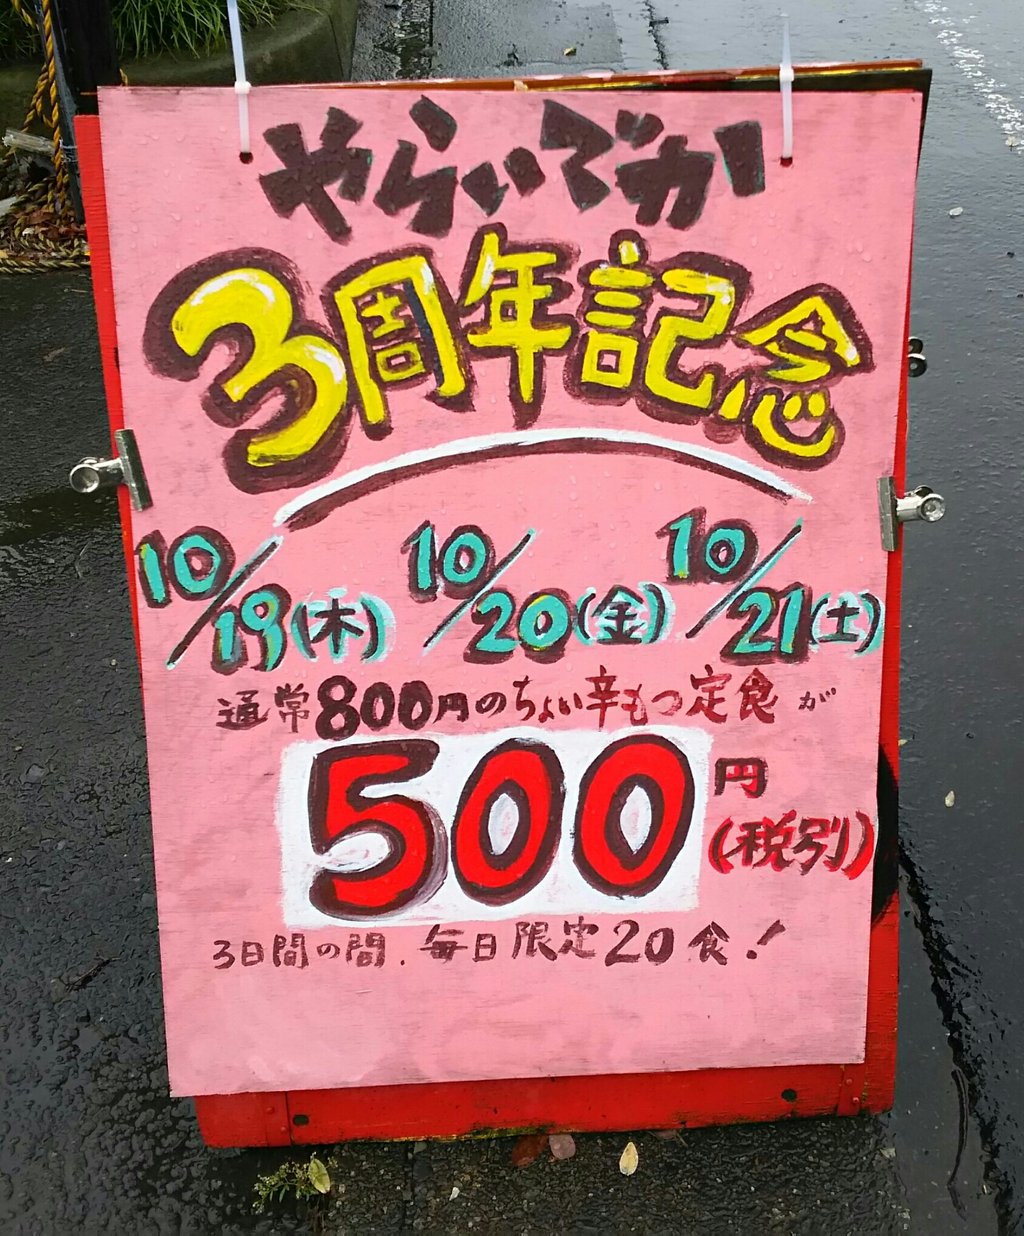 やらいでか
3周年記念
10/19(木) 10/20(金) 10/21(土)
通常800円のちょい辛もつ定食が
500円
(税別)
3日間の間、毎日限定20食!